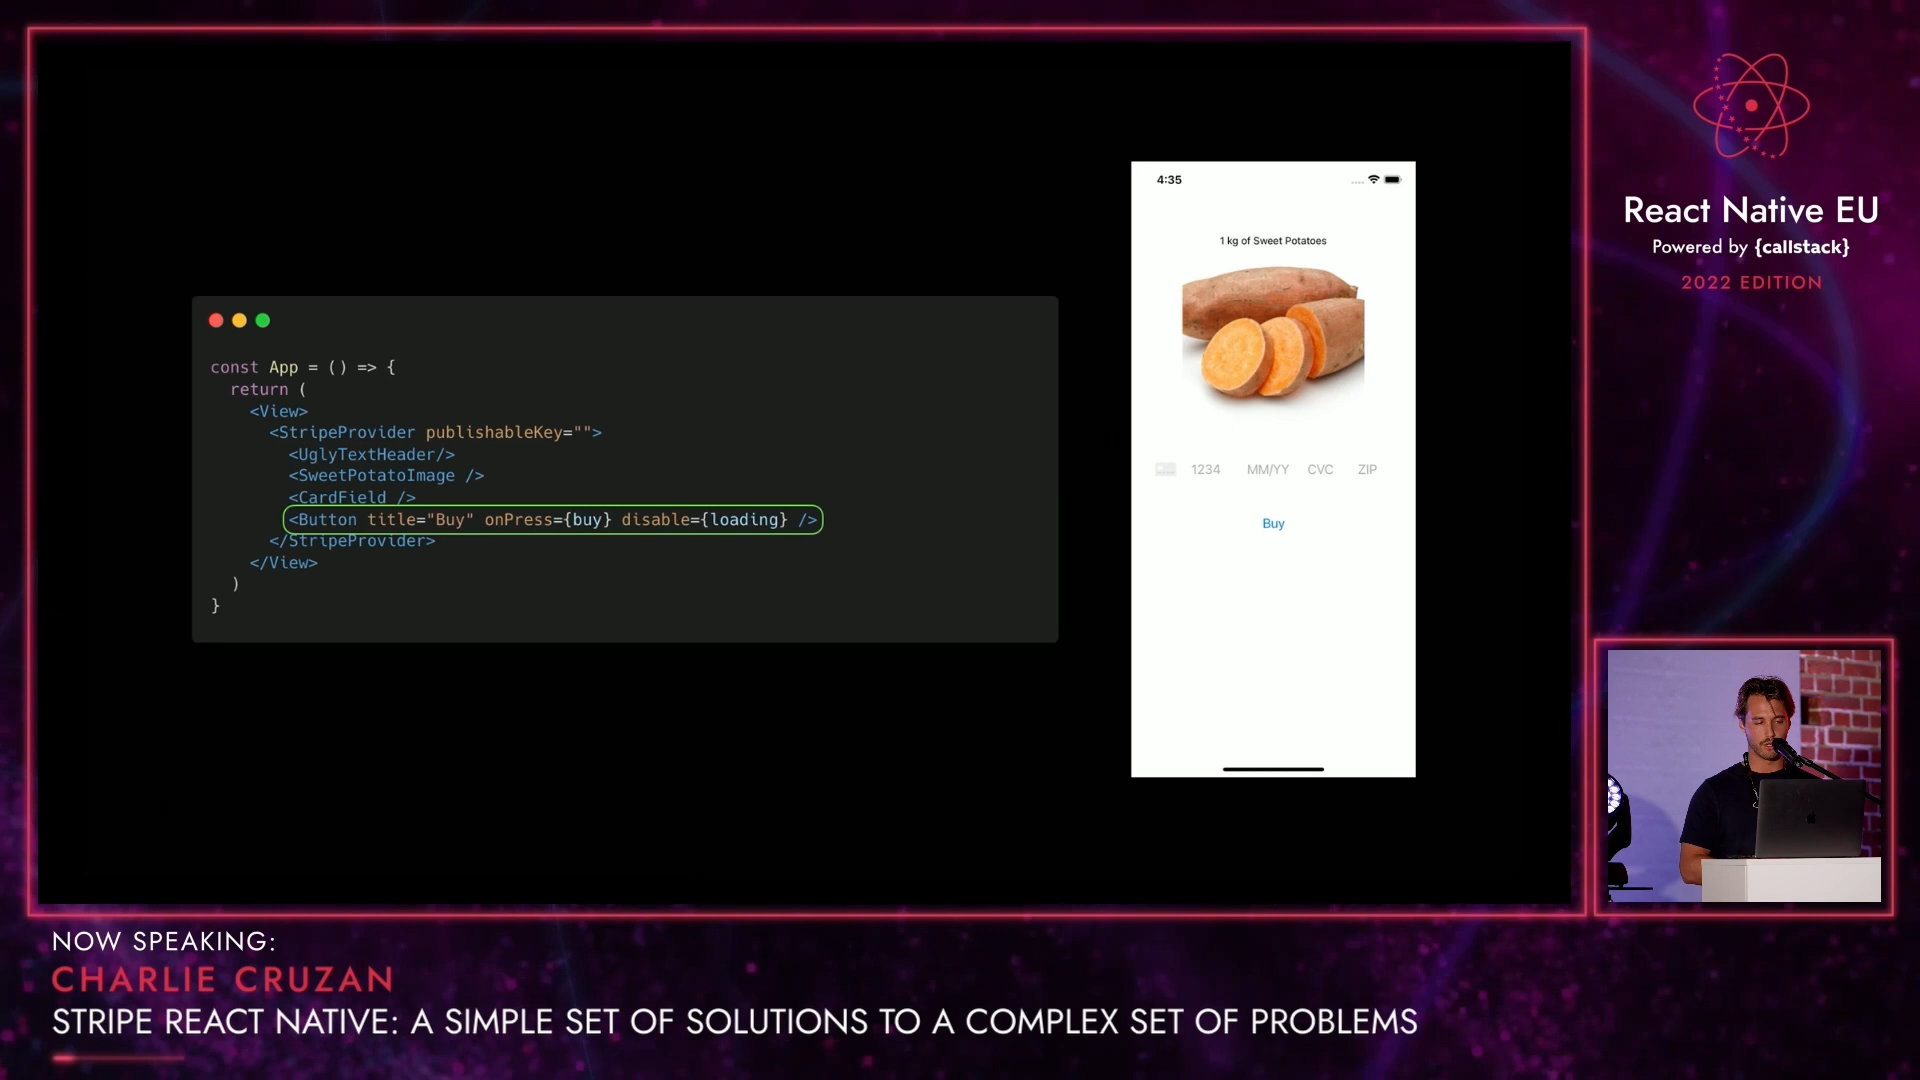 const App = () => {
return (
<View>
<StripeProvider publishableKey="">
<UglyTextHeader/>
<SweetPotatoImage />
<CardField />
<Button title="Buy" onPress={buy} disable={loading} />
</StripeProvider>
</View>
)
}
4:35
1 kg of Sweet Potatoes
1234 MM/YY CVC ZIP
Buy
React Native EU
Powered by {callstack}
2022 EDITION
NOW SPEAKING:
CHARLIE CRUZAN
STRIPE REACT NATIVE: A SIMPLE SET OF SOLUTIONS TO A COMPLEX SET OF PROBLEMS